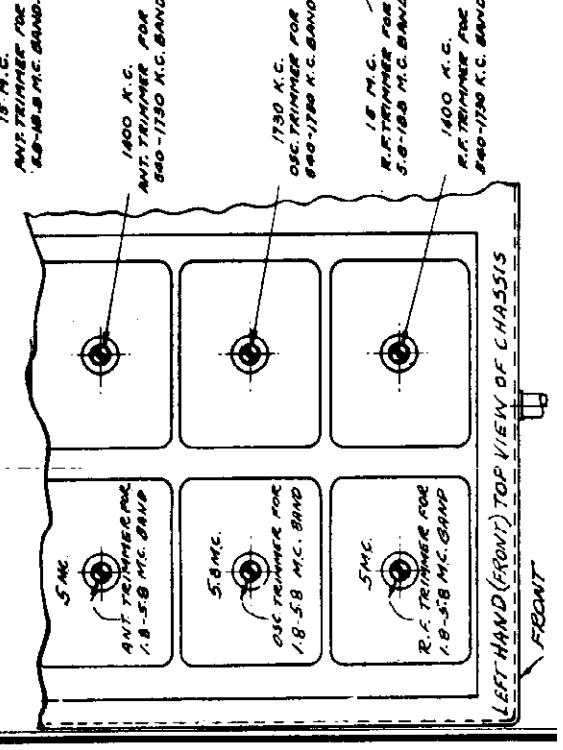 15 M.C.
ANT. TRIMMER FOR
5.8-18.8 M.C. BAND.
1400 K.C.
ANT. TRIMMER FOR
540-1730 K.C. BAND
1730 K.C.
OSC. TRIMMER FOR
540-1730 K.C. BAND
15 M.C.
R.F. TRIMMER FOR
5.8-18.8 M.C. BAND
1400 K.C.
R.F. TRIMMER FOR
540-1730 K.C. BAND
5 MC.
ANT. TRIMMER FOR
1.8-5.8 M.C. BAND
5.8 MC.
OSC. TRIMMER FOR
1.8-5.8 M.C. BAND
5 MC.
R.F. TRIMMER FOR
1.8-5.8 M.C. BAND
LEFT HAND (FRONT) TOP VIEW OF CHASSIS
FRONT